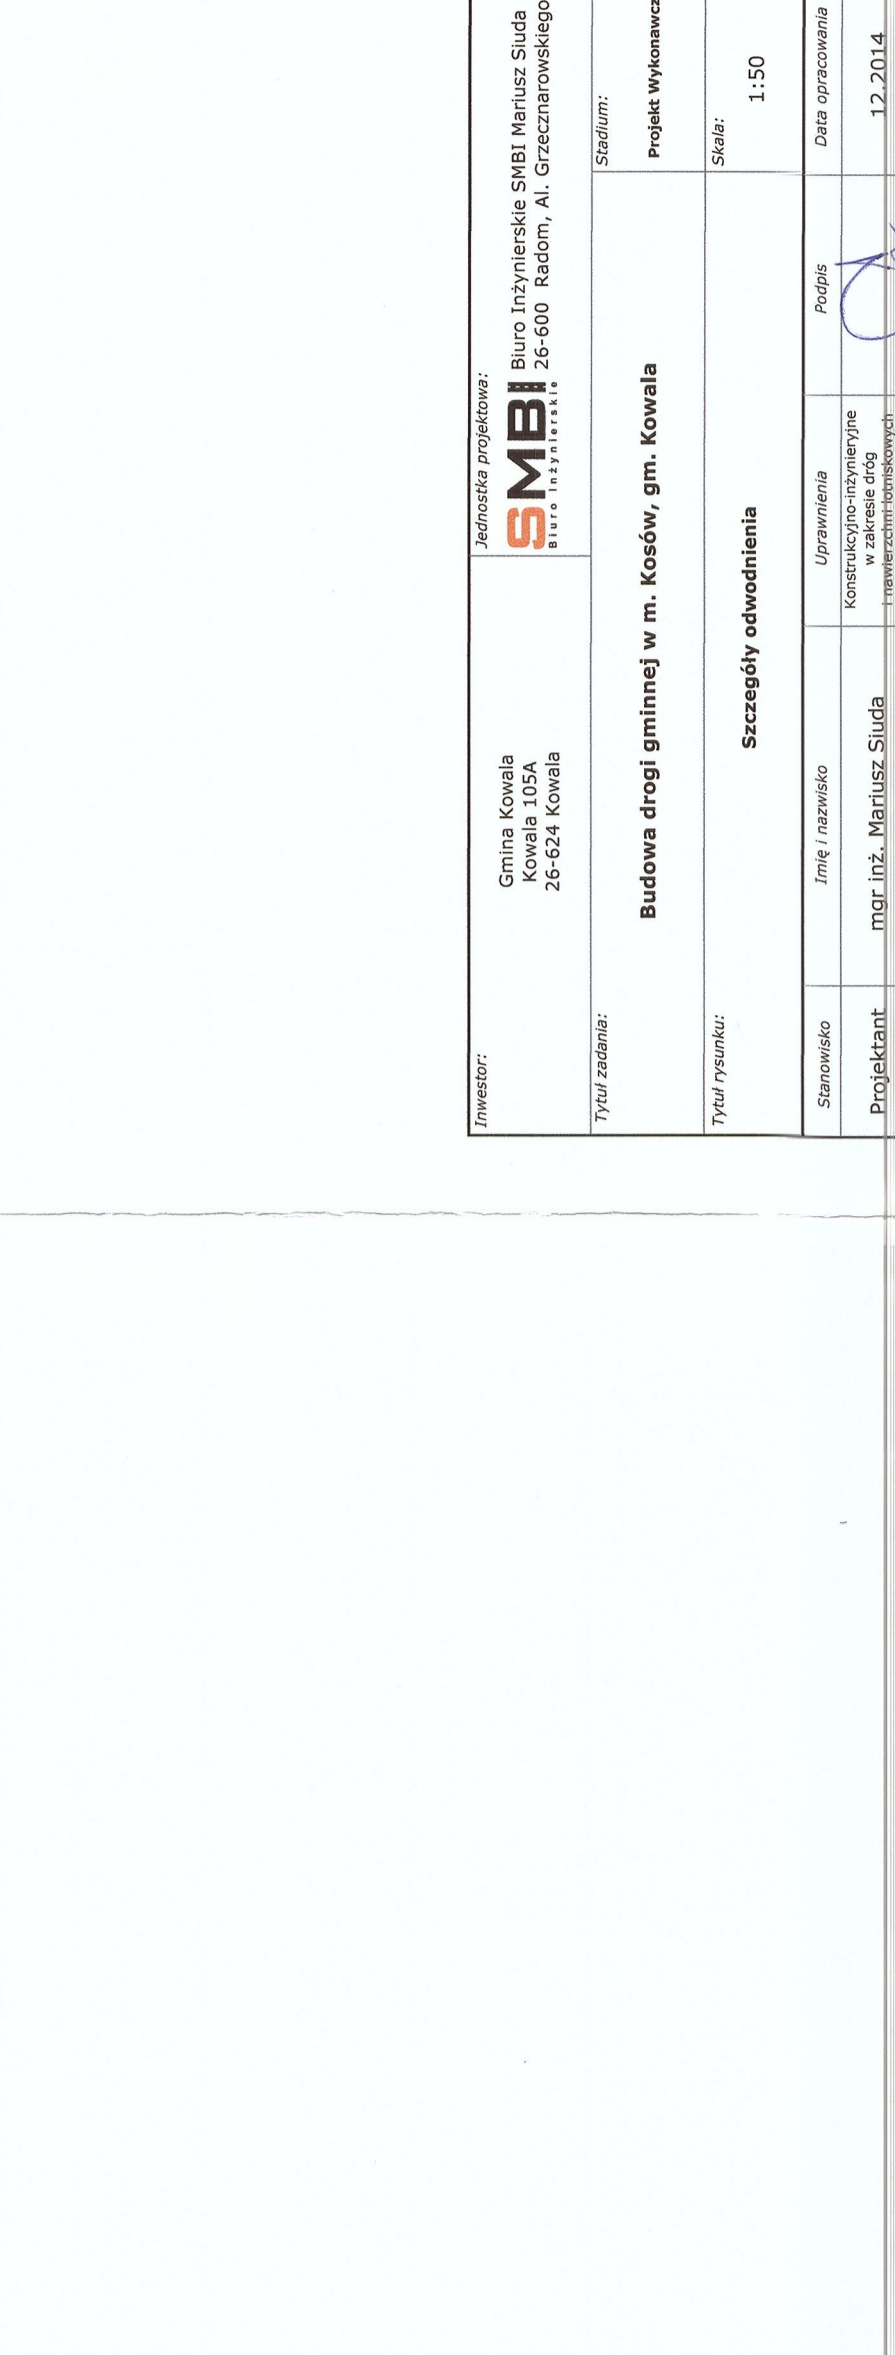 Inwestor:
Gmina Kowala
Kowala 105A
26-624 Kowala
Jednostka projektowa:
SMBI
Biuro Inżynierskie
Biuro Inżynierskie SMBI Mariusz Siuda
26-600 Radom, Al. Grzecznarowskiego
Tytuł zadania:
Budowa drogi gminnej w m. Kosów, gm. Kowala
Stadium:
Projekt Wykonawcz
Tytuł rysunku:
Szczegóły odwodnienia
Skala:
1:50
Stanowisko
Imię i nazwisko
Uprawnienia
Podpis
Data opracowania
Projektant
mgr inż. Mariusz Siuda
Konstrukcyjno-inżynieryjne
w zakresie dróg
i nawierzchni lotniskowych
12.2014